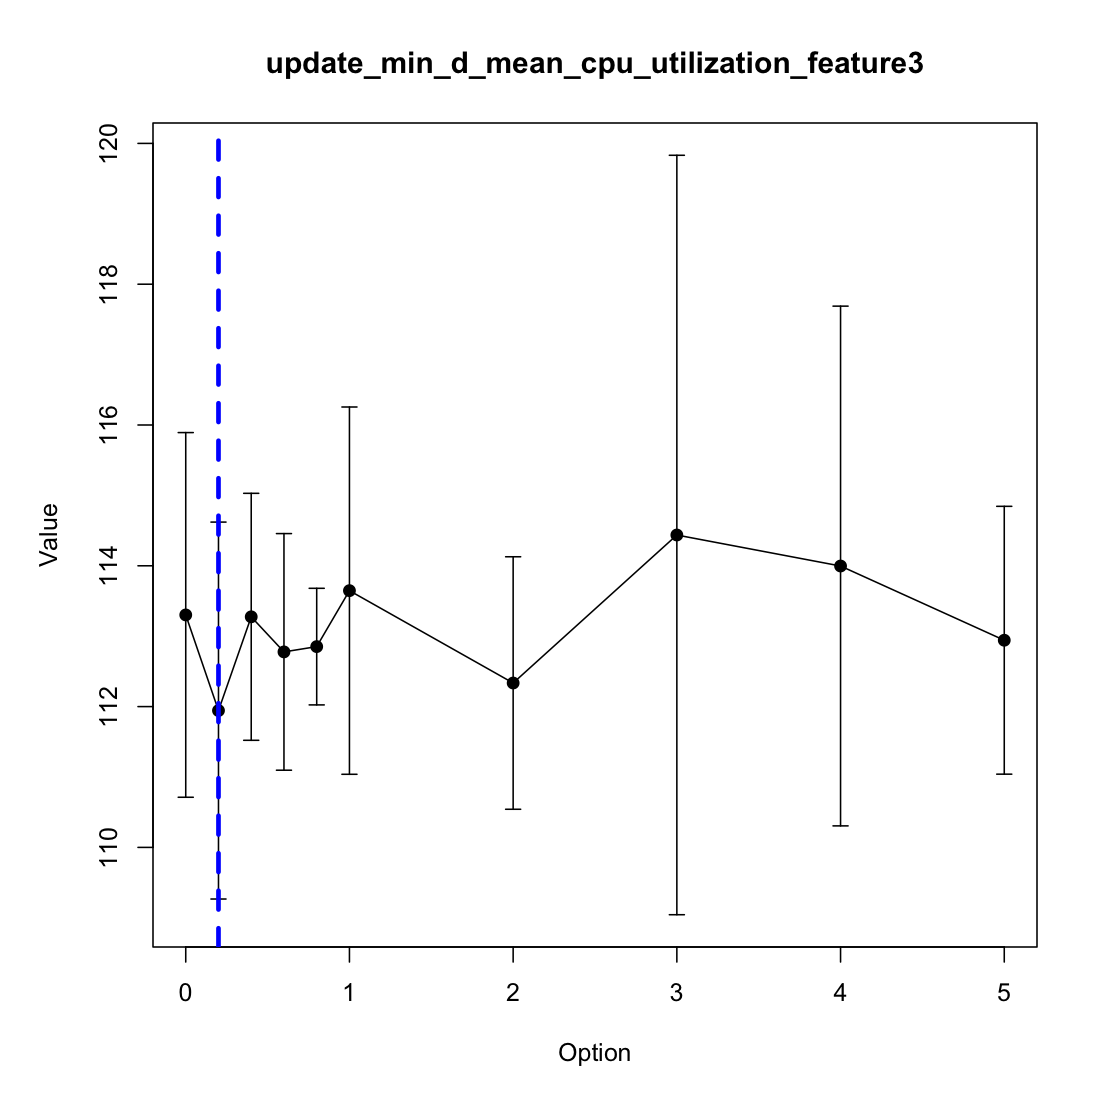 update_min_d_mean_cpu_utilization_feature3
120
118
116
114
112
110
Value
0 1 2 3 4 5
Option